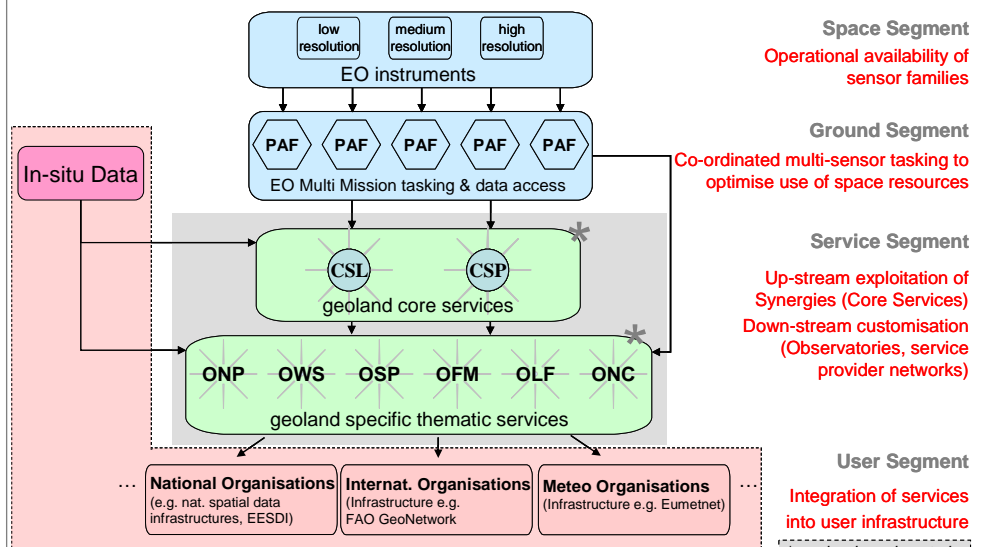 low
resolution
medium
resolution
high
resolution
EO instruments
Space Segment
Operational availability of
sensor families
PAF PAF PAF PAF PAF
EO Multi Mission tasking & data access
Ground Segment
Co-ordinated multi-sensor tasking to
optimise use of space resources
In-situ Data
*
CSL CSP
geoland core services
Service Segment
Up-stream exploitation of
Synergies (Core Services)
Down-stream customisation
(Observatories, service
provider networks)
*
ONP OWS OSP OFM OLF ONC
geoland specific thematic services
User Segment
Integration of services
into user infrastructure
…
National Organisations
(e.g. nat. spatial data
infrastructures, EESDI)
Internat. Organisations
(Infrastructure e.g.
FAO GeoNetwork
Meteo Organisations
(Infrastructure e.g. Eumetnet)
…